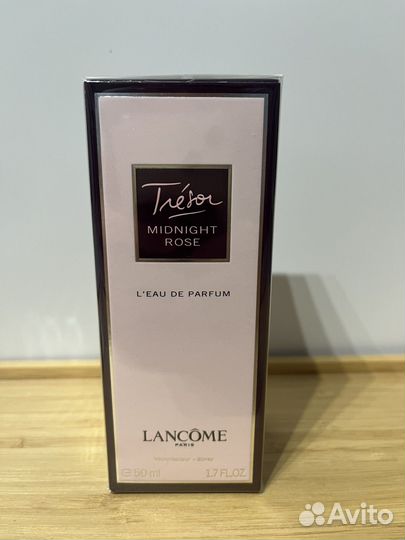 Trésor
MIDNIGHT
ROSE
L'EAU DE PARFUM
LANCÔME
PARIS
Vaporisateur • Spray
℮50 ml 1.7 FL.OZ.
Avito